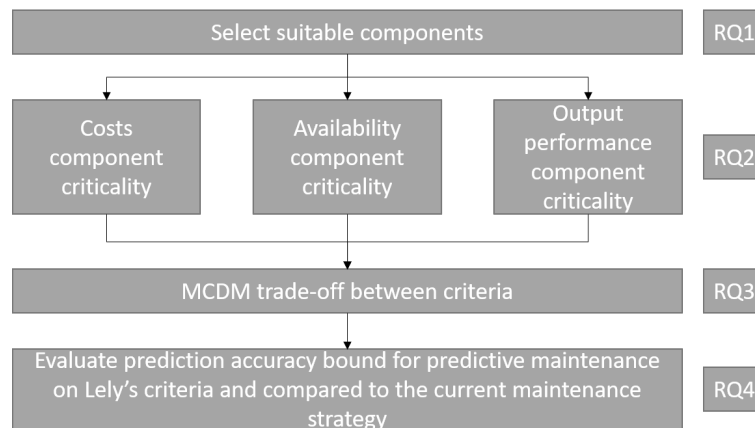 Select suitable components
RQ1
Costs
component
criticality
Availability
component
criticality
Output
performance
component
criticality
RQ2
MCDM trade-off between criteria
RQ3
Evaluate prediction accuracy bound for predictive maintenance
on Lely's criteria and compared to the current maintenance
strategy
RQ4